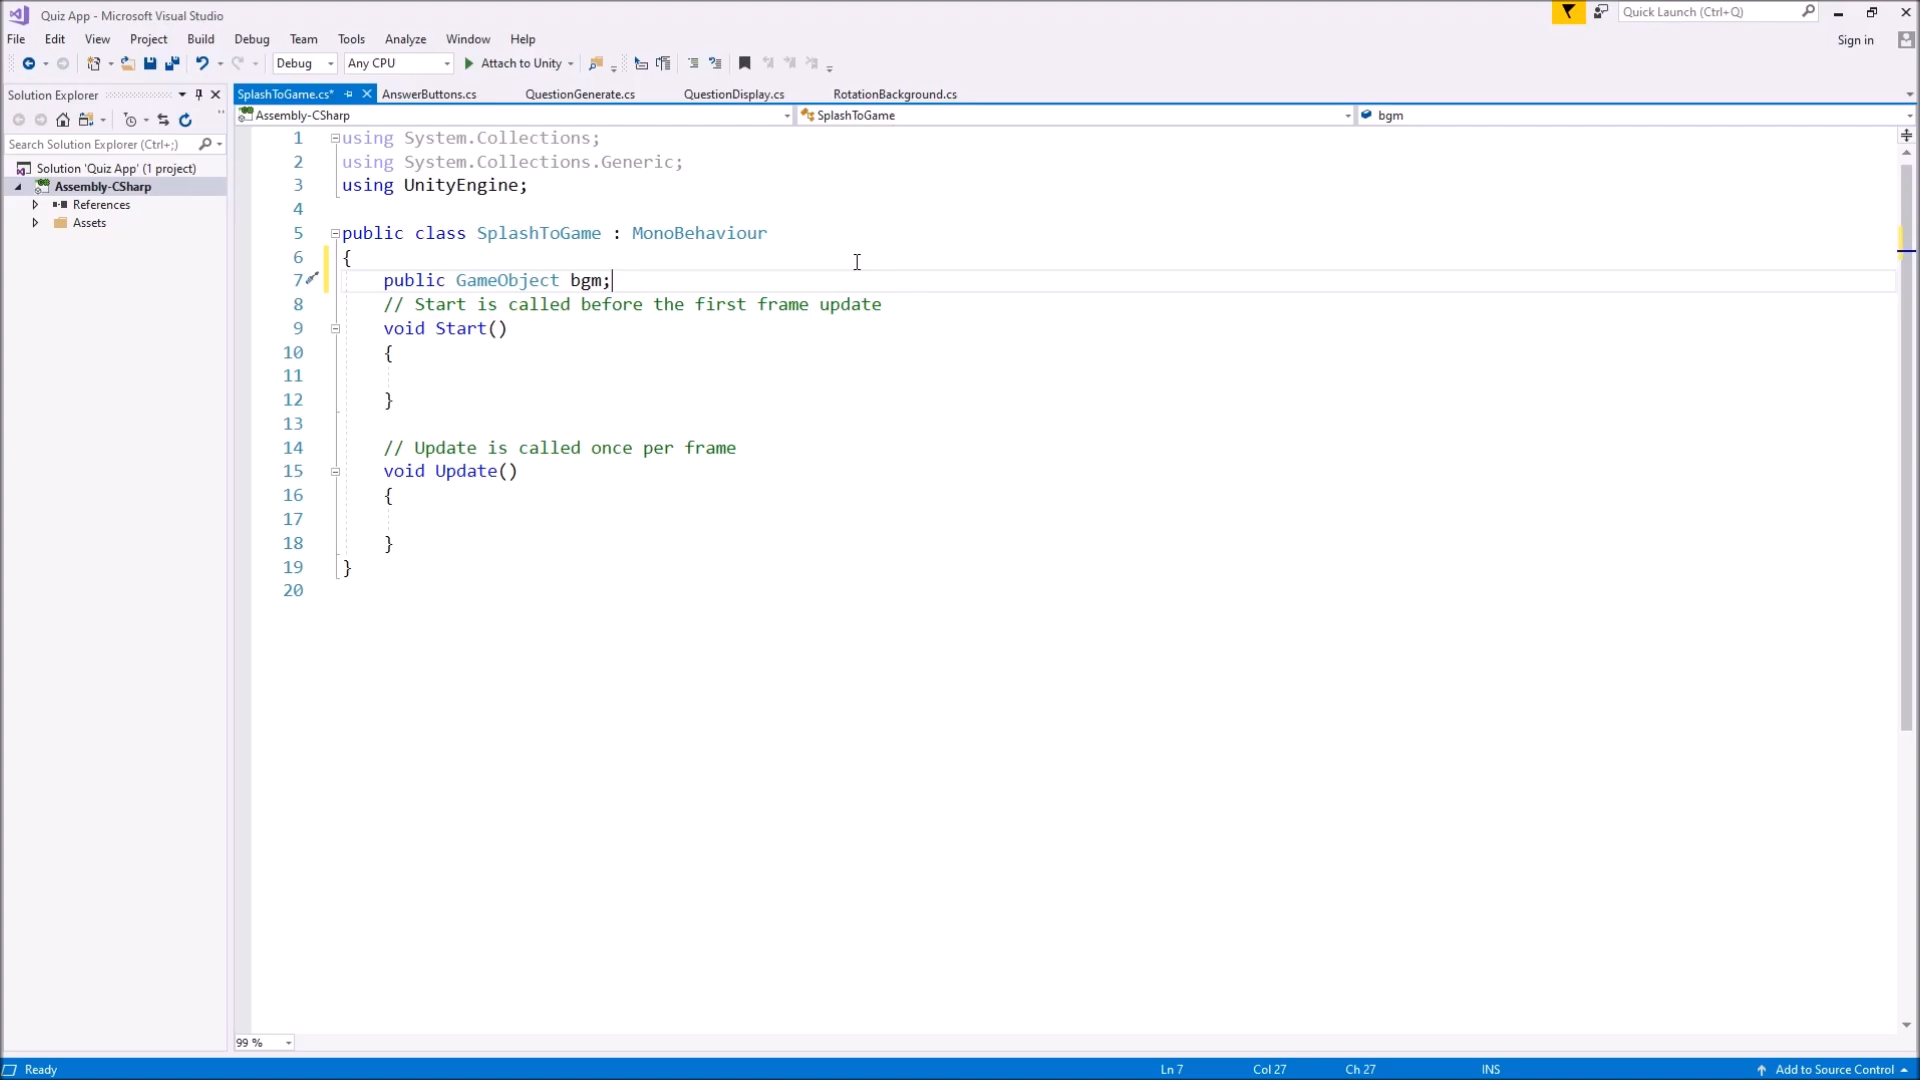 Quiz App - Microsoft Visual Studio
Quick Launch (Ctrl+Q)
File Edit View Project Build Debug Team Tools Analyze Window Help
Sign in
Debug Any CPU Attach to Unity
Solution Explorer
SplashToGame.cs* AnswerButtons.cs QuestionGenerate.cs QuestionDisplay.cs RotationBackground.cs
Assembly-CSharp SplashToGame bgm
Search Solution Explorer (Ctrl+;)
Solution 'Quiz App' (1 project)
Assembly-CSharp
References
Assets
1 using System.Collections;
2 using System.Collections.Generic;
3 using UnityEngine;
4
5 public class SplashToGame : MonoBehaviour
6 {
7 public GameObject bgm;
8 // Start is called before the first frame update
9 void Start()
10 {
11
12 }
13
14 // Update is called once per frame
15 void Update()
16 {
17
18 }
19 }
20
99 %
Ready Ln 7 Col 27 Ch 27 INS Add to Source Control